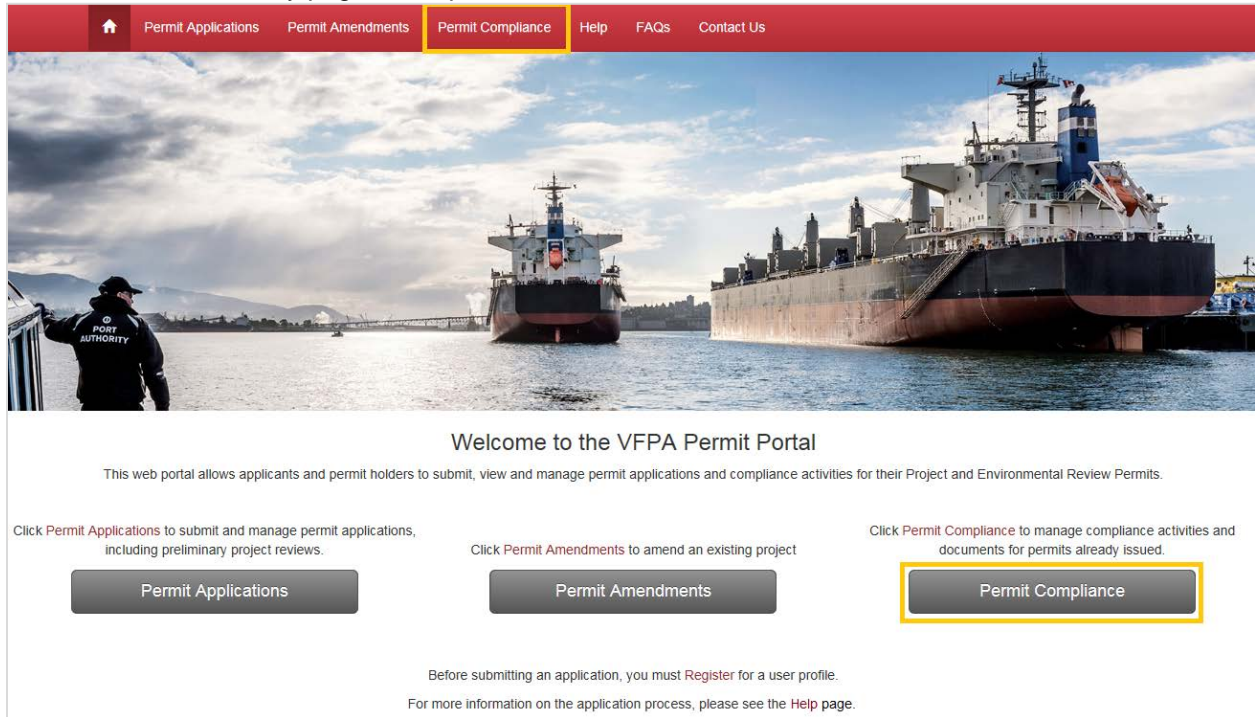 Permit Applications Permit Amendments Permit Compliance Help FAQs Contact Us
PORT
AUTHORITY
Welcome to the VFPA Permit Portal
This web portal allows applicants and permit holders to submit, view and manage permit applications and compliance activities for their Project and Environmental Review Permits.
Click Permit Applications to submit and manage permit applications,
including preliminary project reviews.
Permit Applications
Click Permit Amendments to amend an existing project
Permit Amendments
Click Permit Compliance to manage compliance activities and
documents for permits already issued.
Permit Compliance
Before submitting an application, you must Register for a user profile.
For more information on the application process, please see the Help page.